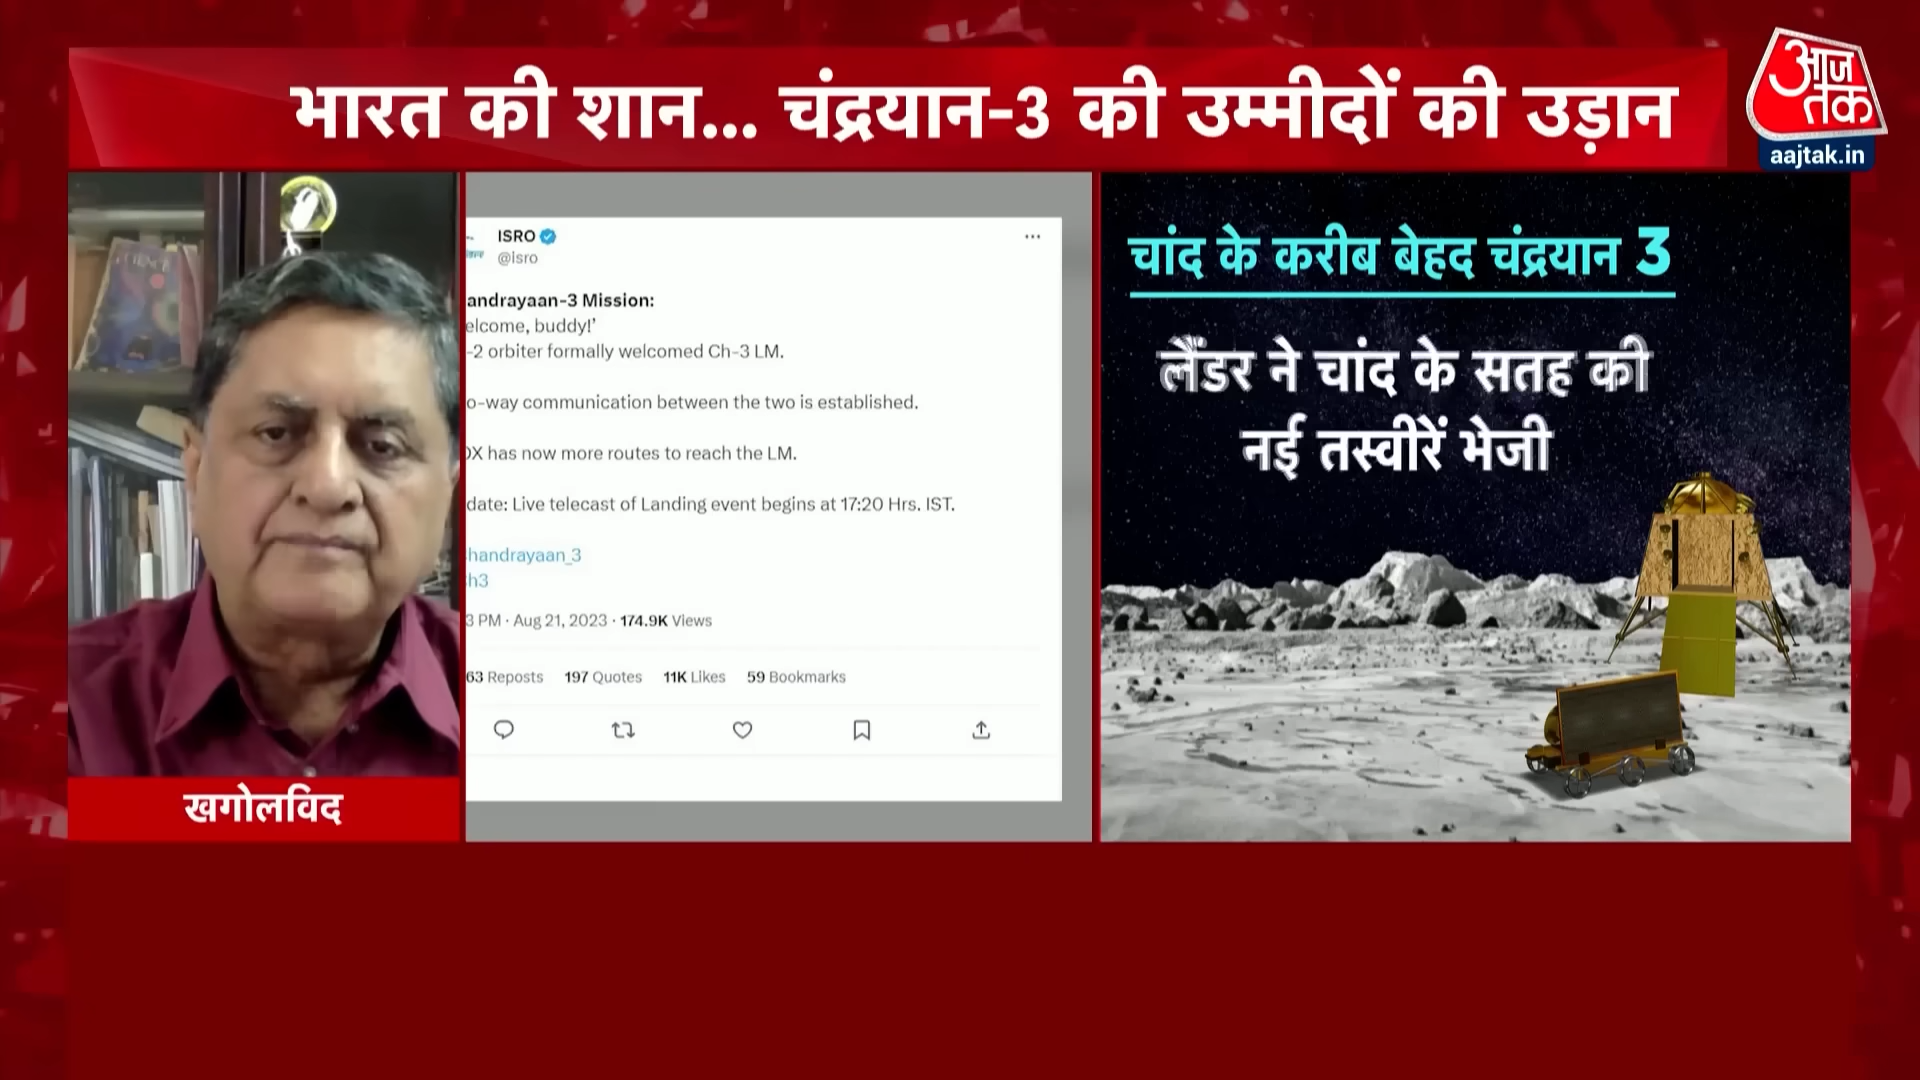 भारत की शान... चंद्रयान-3 की उम्मीदों की उड़ान
आज
तक
aajtak.in
खगोलविद
ISRO
@isro
andrayaan-3 Mission:
elcome, buddy!’
-2 orbiter formally welcomed Ch-3 LM.
o-way communication between the two is established.
X has now more routes to reach the LM.
date: Live telecast of Landing event begins at 17:20 Hrs. IST.
handrayaan_3
h3
3 PM · Aug 21, 2023 · 174.9K Views
63 Reposts 197 Quotes 11K Likes 59 Bookmarks
चांद के करीब बेहद चंद्रयान 3
लैंडर ने चांद के सतह की
नई तस्वीरें भेजी